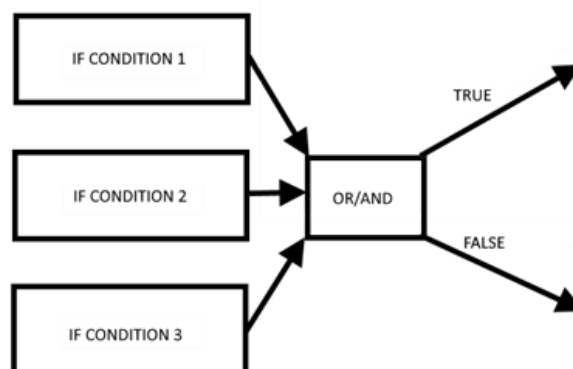 IF CONDITION 1
TRUE
IF CONDITION 2
OR/AND
FALSE
IF CONDITION 3